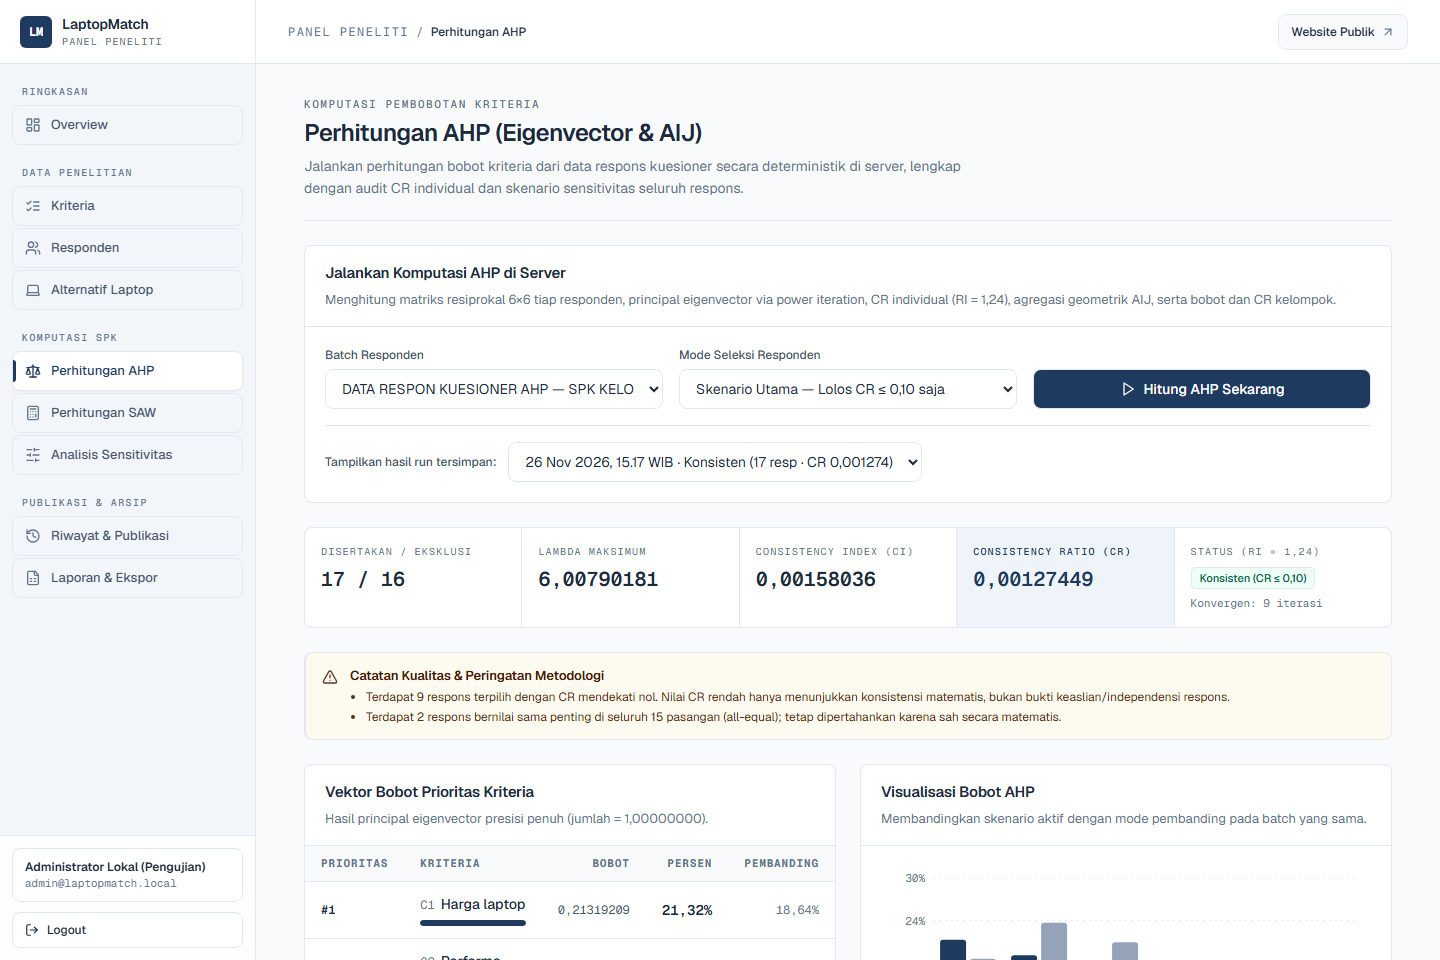 LM
LaptopMatch
PANEL PENELITI
PANEL PENELITI / Perhitungan AHP
Website Publik
RINGKASAN
Overview
DATA PENELITIAN
Kriteria
Responden
Alternatif Laptop
KOMPUTASI SPK
Perhitungan AHP
Perhitungan SAW
Analisis Sensitivitas
PUBLIKASI & ARSIP
Riwayat & Publikasi
Laporan & Ekspor
Administrator Lokal (Pengujian)
admin@laptopmatch.local
Logout
KOMPUTASI PEMBOBOTAN KRITERIA
Perhitungan AHP (Eigenvector & AIJ)
Jalankan perhitungan bobot kriteria dari data respons kuesioner secara deterministik di server, lengkap
dengan audit CR individual dan skenario sensitivitas seluruh respons.
Jalankan Komputasi AHP di Server
Menghitung matriks resiprokal 6×6 tiap responden, principal eigenvector via power iteration, CR individual (RI = 1,24), agregasi geometrik AIJ, serta bobot dan CR kelompok.
Batch Responden
DATA RESPON KUESIONER AHP — SPK KELO
Mode Seleksi Responden
Skenario Utama — Lolos CR ≤ 0,10 saja
Hitung AHP Sekarang
Tampilkan hasil run tersimpan:
26 Nov 2026, 15.17 WIB · Konsisten (17 resp · CR 0,001274)
DISERTAKAN / EKSKLUSI
17 / 16
LAMBDA MAKSIMUM
6,00790181
CONSISTENCY INDEX (CI)
0,00158036
CONSISTENCY RATIO (CR)
0,00127449
STATUS (RI = 1,24)
Konsisten (CR ≤ 0,10)
Konvergen: 9 iterasi
Catatan Kualitas & Peringatan Metodologi
• Terdapat 9 respons terpilih dengan CR mendekati nol. Nilai CR rendah hanya menunjukkan konsistensi matematis, bukan bukti keaslian/independensi respons.
• Terdapat 2 respons bernilai sama penting di seluruh 15 pasangan (all-equal); tetap dipertahankan karena sah secara matematis.
Vektor Bobot Prioritas Kriteria
Hasil principal eigenvector presisi penuh (jumlah = 1,00000000).
PRIORITAS KRITERIA BOBOT PERSEN PEMBANDING
#1 C1 Harga laptop 0,21319209 21,32% 18,64%
Performa
Visualisasi Bobot AHP
Membandingkan skenario aktif dengan mode pembanding pada batch yang sama.
30%
24%